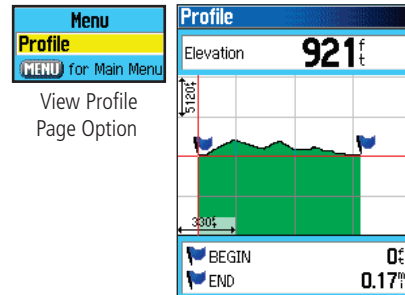 Menu
Profile
MENU for Main Menu
View Profile
Page Option
Profile
Elevation 921ft
5120ft
330ft
BEGIN 0ft
END 0.17mi